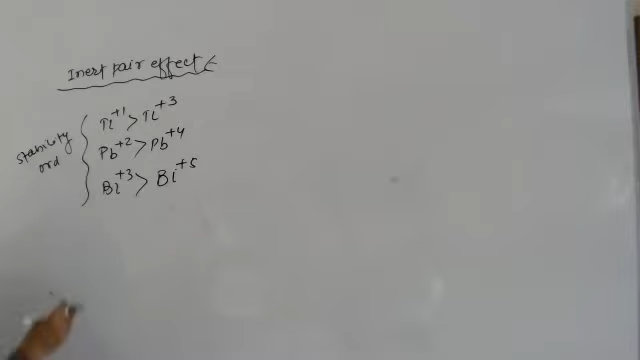 Inert pair effect
Stability ord
Tl+1 > Tl+3
Pb+2 > Pb+4
Bi+3 > Bi+5